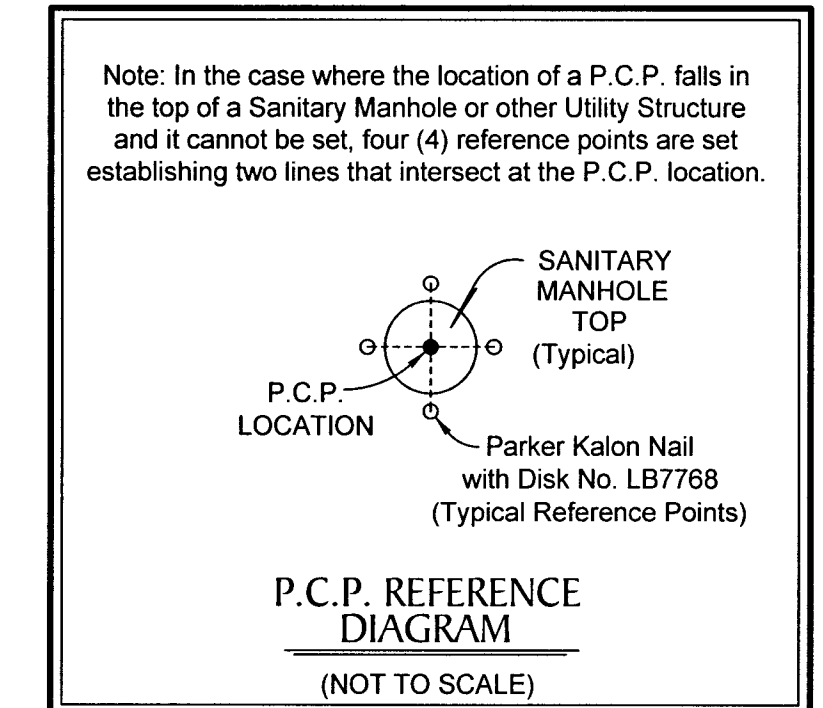 Note: In the case where the location of a P.C.P. falls in
the top of a Sanitary Manhole or other Utility Structure
and it cannot be set, four (4) reference points are set
establishing two lines that intersect at the P.C.P. location.
SANITARY
MANHOLE
TOP
(Typical)
P.C.P.
LOCATION
Parker Kalon Nail
with Disk No. LB7768
(Typical Reference Points)
P.C.P. REFERENCE
DIAGRAM
(NOT TO SCALE)